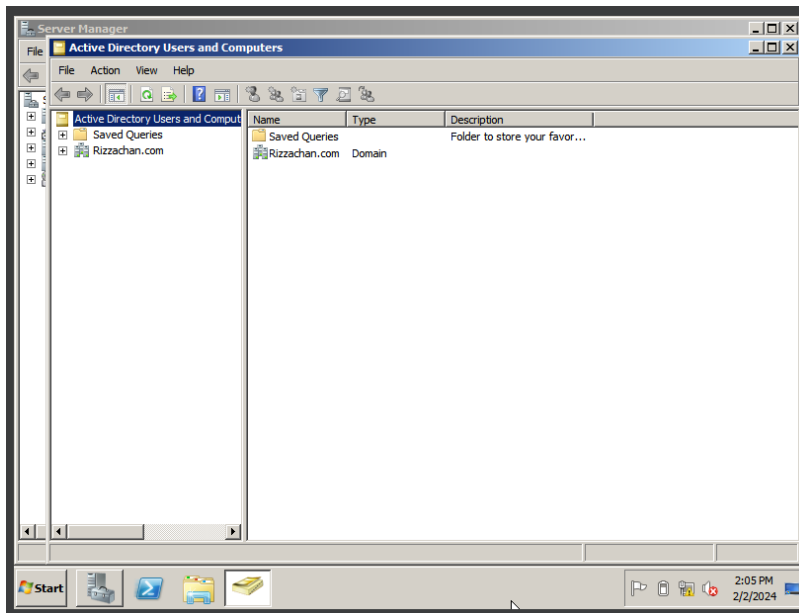 Server Manager
File
Active Directory Users and Computers
File Action View Help
Active Directory Users and Comput
Saved Queries
Rizzachan.com
Name Type Description
Saved Queries Folder to store your favor...
Rizzachan.com Domain
Start
2:05 PM
2/2/2024